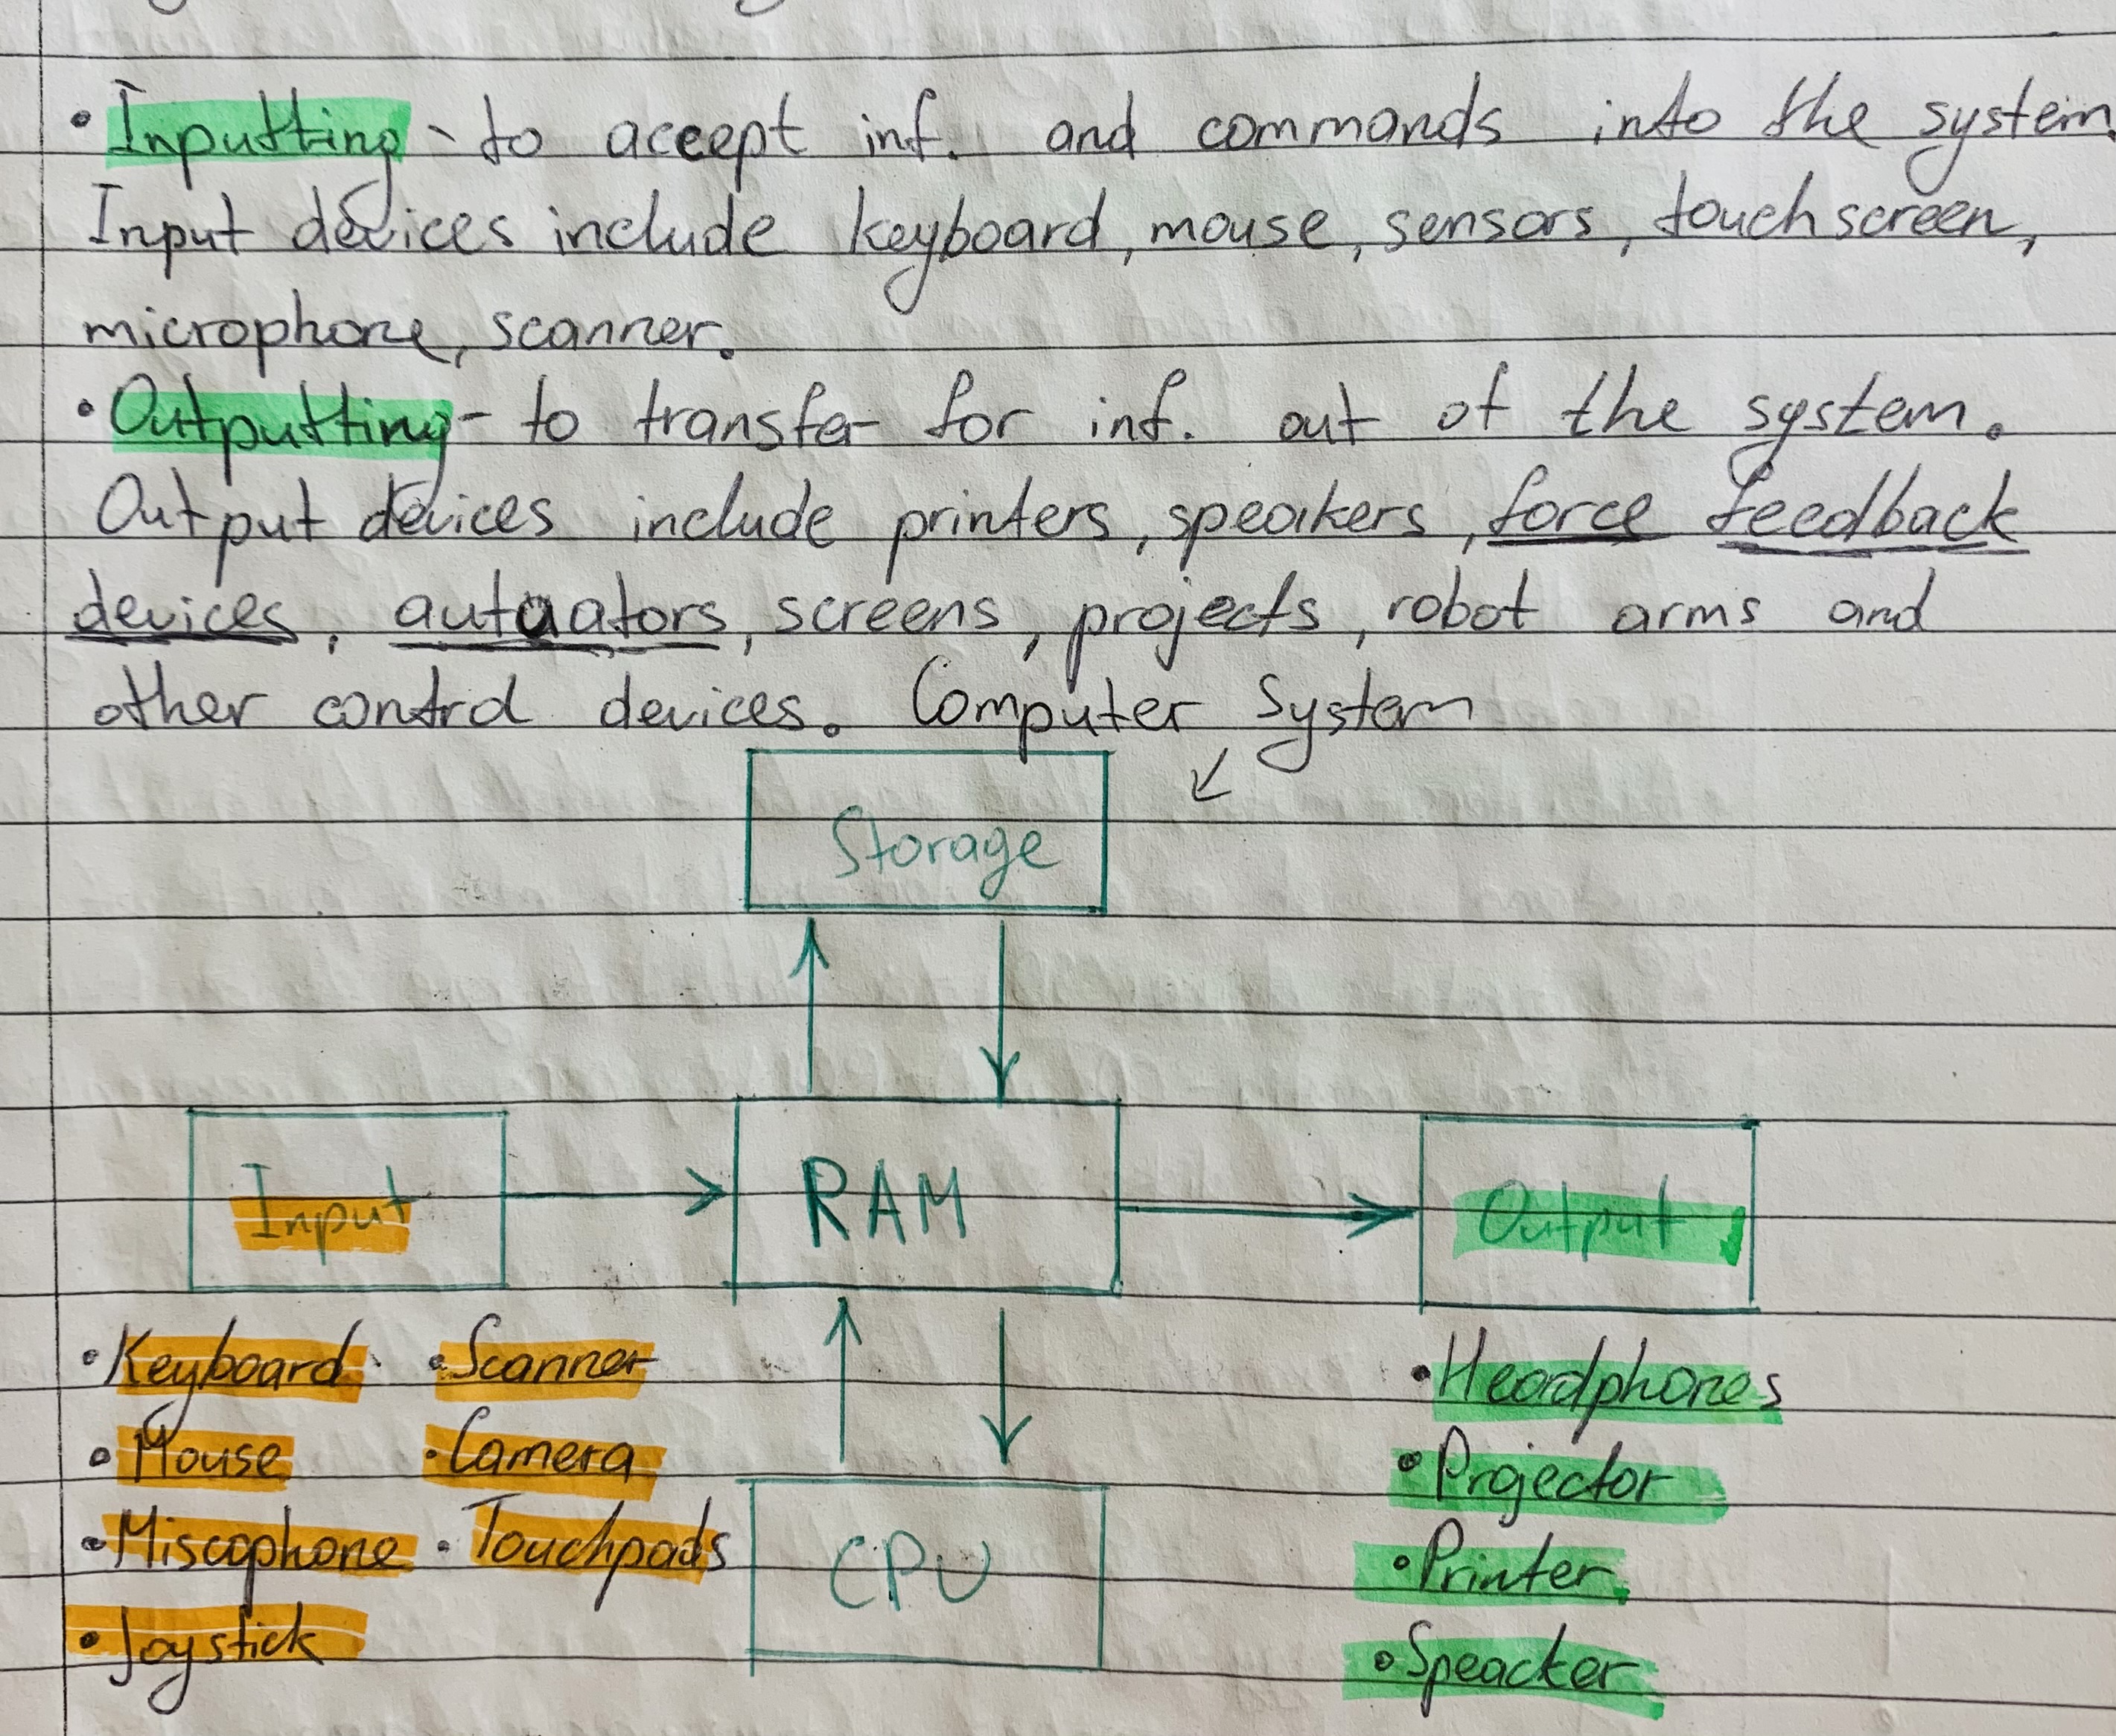 • Inputting - to accept inf. and commands into the system.
Input devices include keyboard, mouse, sensors, touchscreen,
microphone, scanner.
• Outputting - to transfer for inf. out of the system.
Output devices include printers, speakers, force feedback
devices, autuators, screens, projects, robot arms and
other control devices. Computer System
Storage
Input
RAM
Output
• Keyboard
• Scanner
• Mouse
• Camera
• Miscophone
• Touchpads
• Joystick
CPU
• Headphones
• Projector
• Printer
• Speacker